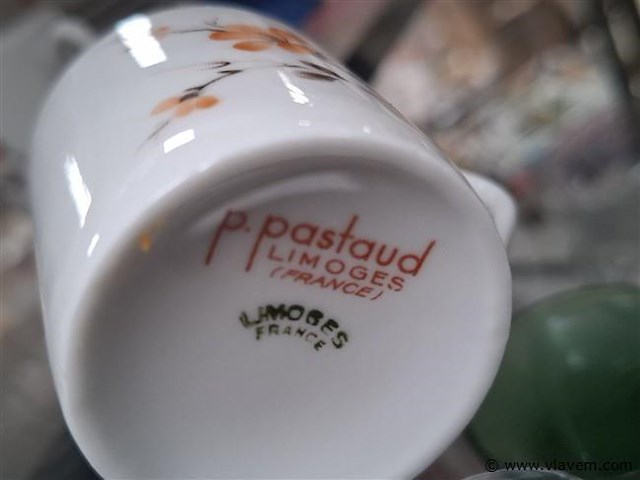 p. pastaud
LIMOGES
(FRANCE)
LIMOGES
FRANCE
© www.vlavem.com